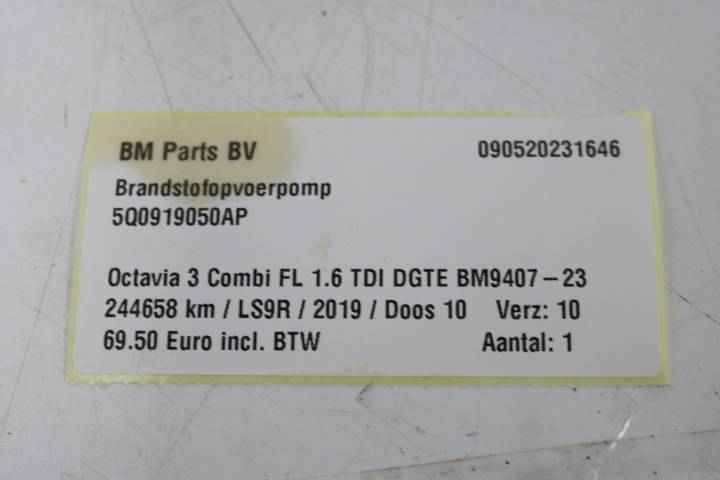 BM Parts BV 090520231646
Brandstofopvoerpomp
5Q0919050AP
Octavia 3 Combi FL 1.6 TDI DGTE BM9407-23
244658 km / LS9R / 2019 / Doos 10 Verz: 10
69.50 Euro incl. BTW Aantal: 1